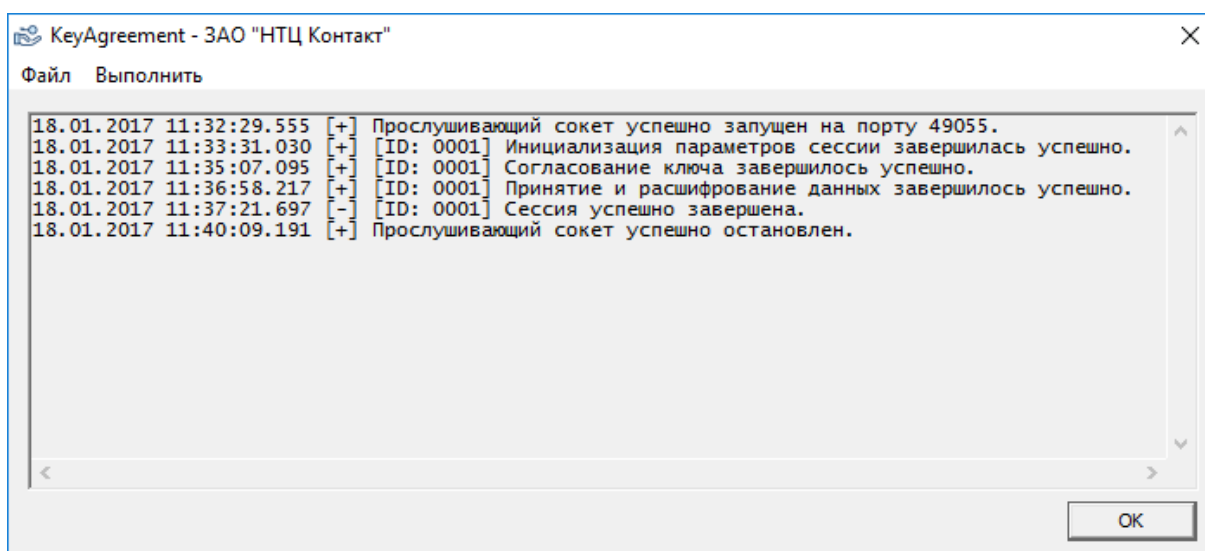 KeyAgreement - ЗАО "НТЦ Контакт"
Файл Выполнить
18.01.2017 11:32:29.555 [+] Прослушивающий сокет успешно запущен на порту 49055.
18.01.2017 11:33:31.030 [+] [ID: 0001] Инициализация параметров сессии завершилась успешно.
18.01.2017 11:35:07.095 [+] [ID: 0001] Согласование ключа завершилось успешно.
18.01.2017 11:36:58.217 [+] [ID: 0001] Принятие и расшифрование данных завершилось успешно.
18.01.2017 11:37:21.697 [-] [ID: 0001] Сессия успешно завершена.
18.01.2017 11:40:09.191 [+] Прослушивающий сокет успешно остановлен.
OK